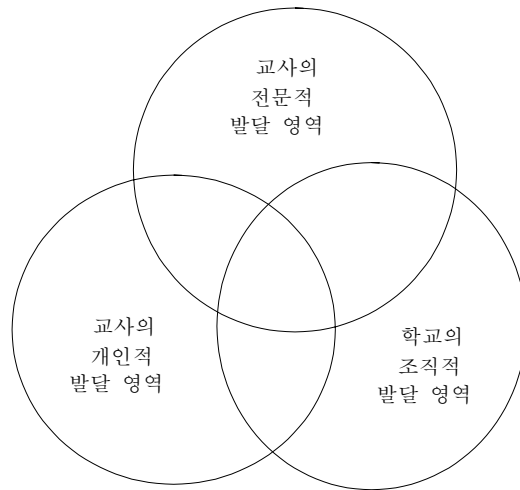 교사의
전문적
발달 영역
교사의
개인적
발달 영역
학교의
조직적
발달 영역